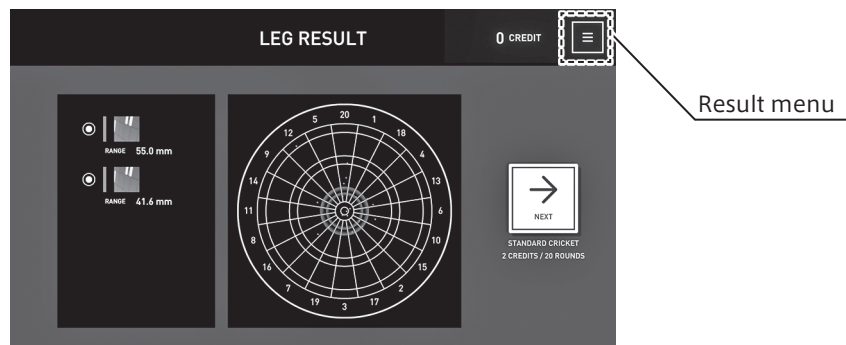 LEG RESULT
0 CREDIT
Result menu
RANGE 55.0 mm
RANGE 41.6 mm
20
1
18
4
13
6
10
15
2
17
3
19
7
16
8
11
14
9
12
5
NEXT
STANDARD CRICKET
2 CREDITS / 20 ROUNDS